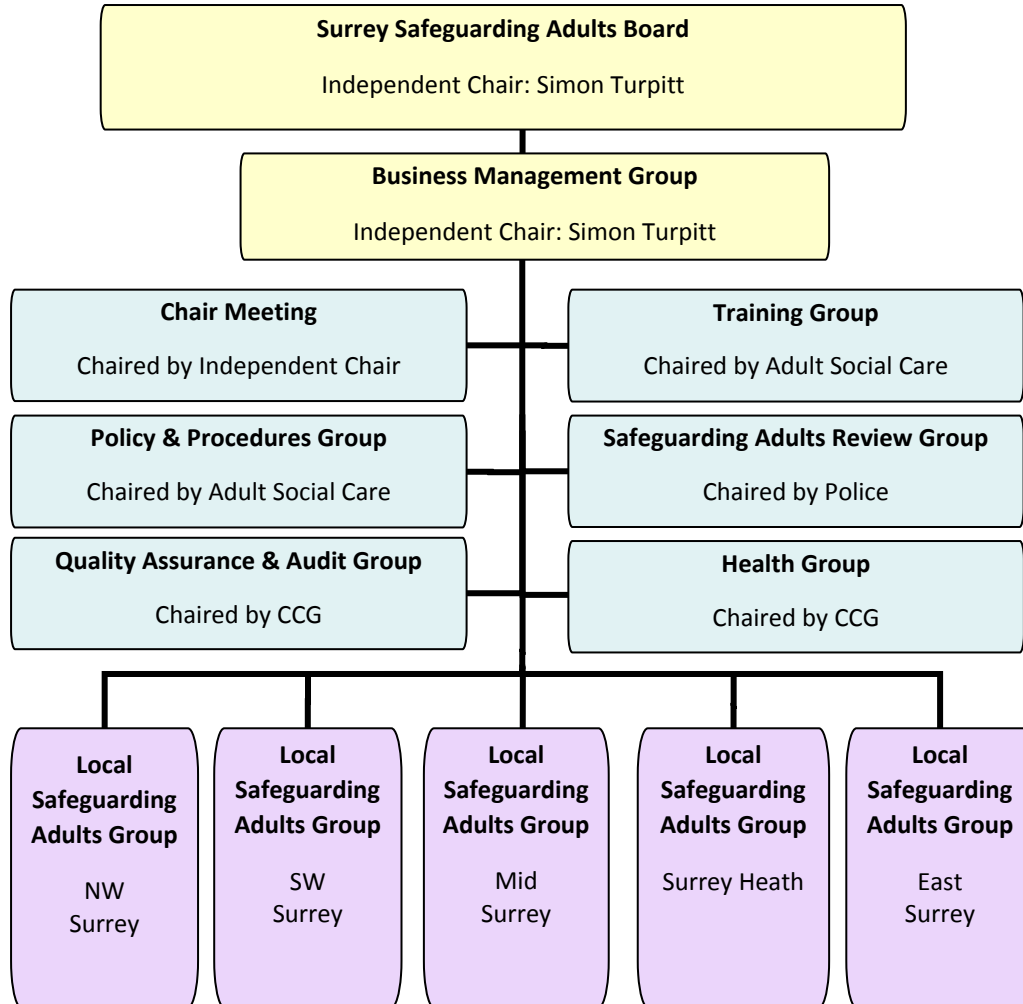 Surrey Safeguarding Adults Board
Independent Chair: Simon Turpitt
Business Management Group
Independent Chair: Simon Turpitt
Chair Meeting
Chaired by Independent Chair
Training Group
Chaired by Adult Social Care
Policy & Procedures Group
Chaired by Adult Social Care
Safeguarding Adults Review Group
Chaired by Police
Quality Assurance & Audit Group
Chaired by CCG
Health Group
Chaired by CCG
Local
Safeguarding
Adults Group
NW
Surrey
Local
Safeguarding
Adults Group
SW
Surrey
Local
Safeguarding
Adults Group
Mid
Surrey
Local
Safeguarding
Adults Group
Surrey Heath
Local
Safeguarding
Adults Group
East
Surrey